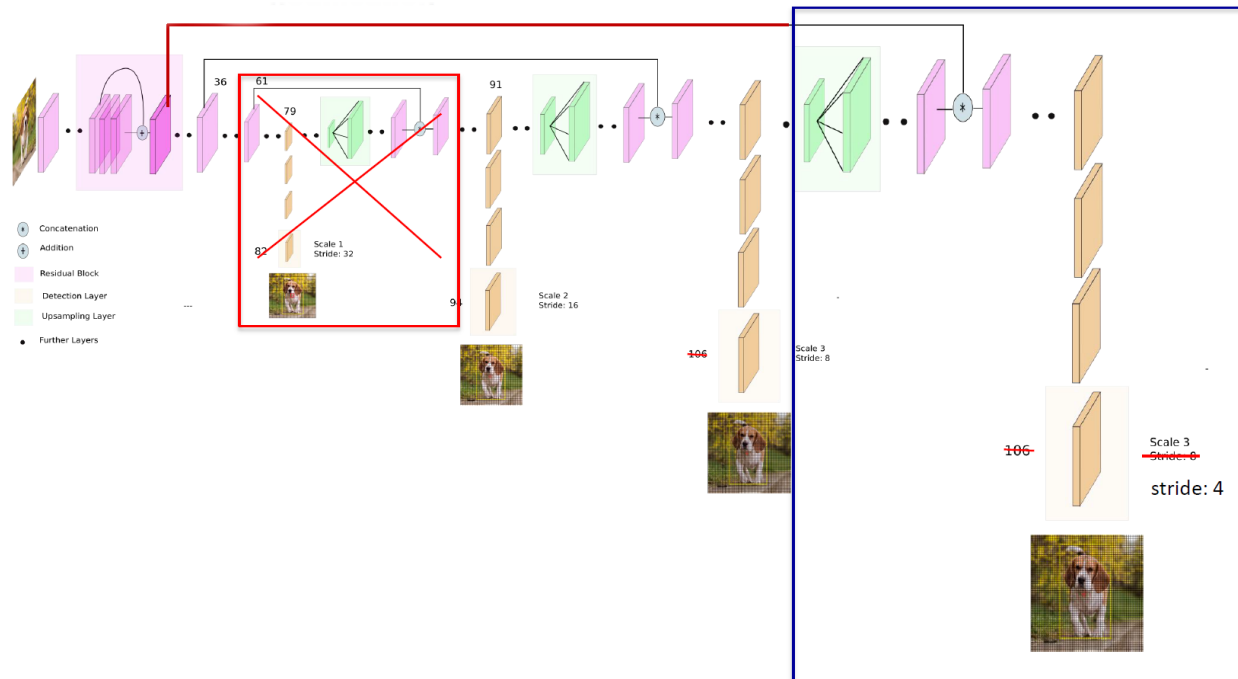 36
61
79
91
Concatenation
Addition
Residual Block
Detection Layer
Upsampling Layer
Further Layers
...
82
Scale 1
Stride: 32
94
Scale 2
Stride: 16
106
Scale 3
Stride: 8
106
Scale 3
Stride: 8
stride: 4